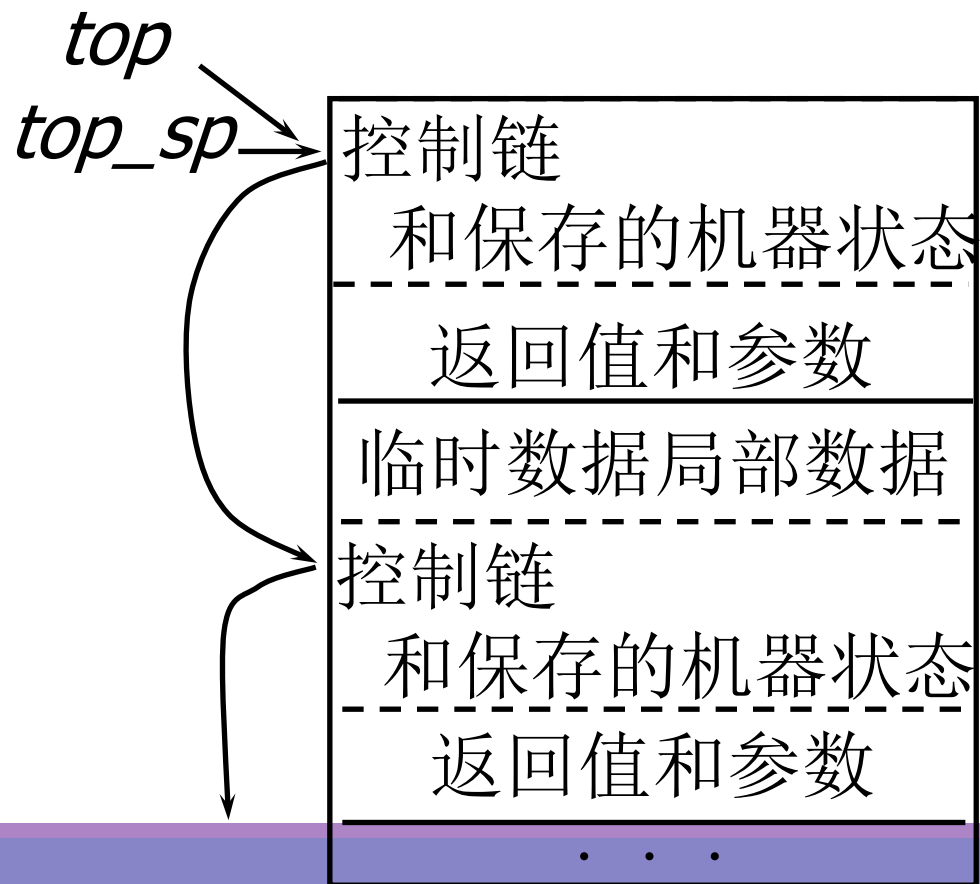 top
top_sp
控制链
和保存的机器状态
返回值和参数
临时数据局部数据
控制链
和保存的机器状态
返回值和参数
. . .